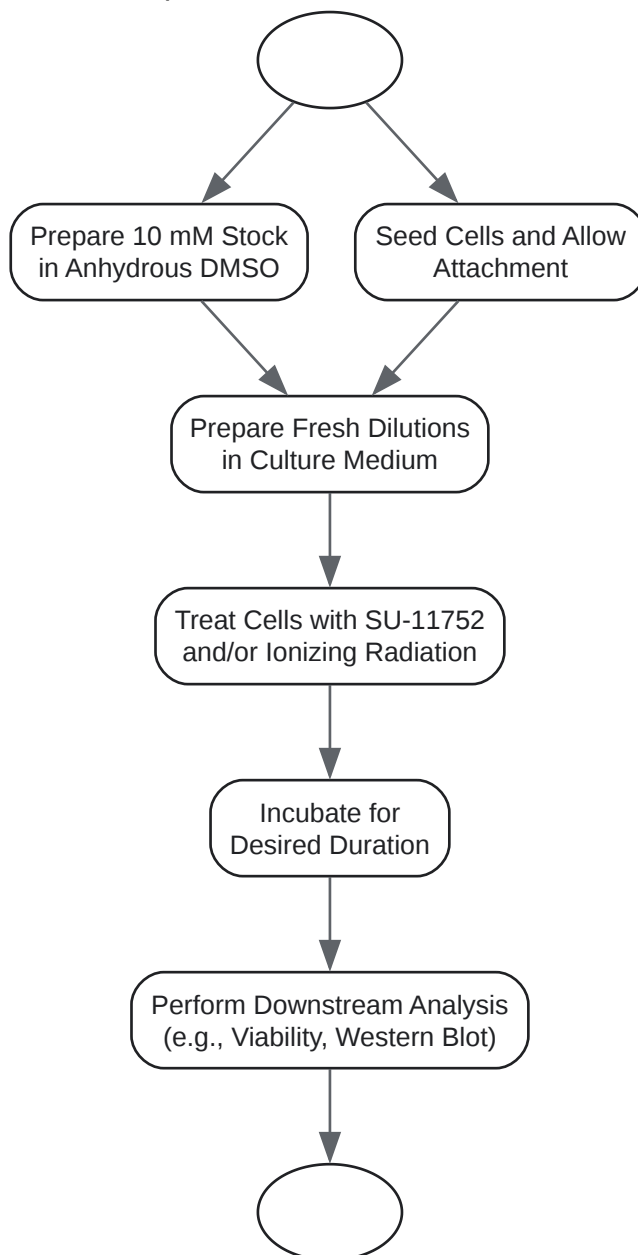 Prepare 10 mM Stock
in Anhydrous DMSO
Seed Cells and Allow
Attachment
Prepare Fresh Dilutions
in Culture Medium
Treat Cells with SU-11752
and/or Ionizing Radiation
Incubate for
Desired Duration
Perform Downstream Analysis
(e.g., Viability, Western Blot)